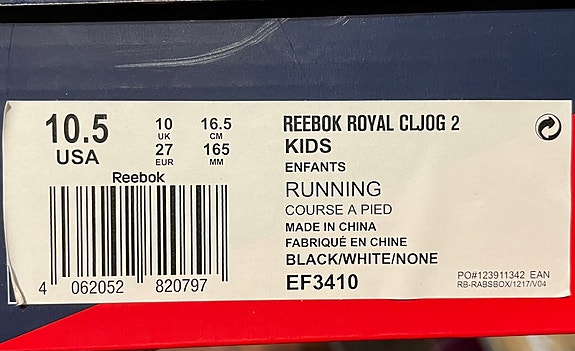 10.5
USA
10
UK
27
EUR
16.5
CM
165
MM
Reebok
4 062052 820797
REEBOK ROYAL CLJOG 2
KIDS
ENFANTS
RUNNING
COURSE A PIED
MADE IN CHINA
FABRIQUÉ EN CHINE
BLACK/WHITE/NONE
EF3410
PO#123911342 EAN
RB-RABSBOX/1217/V04